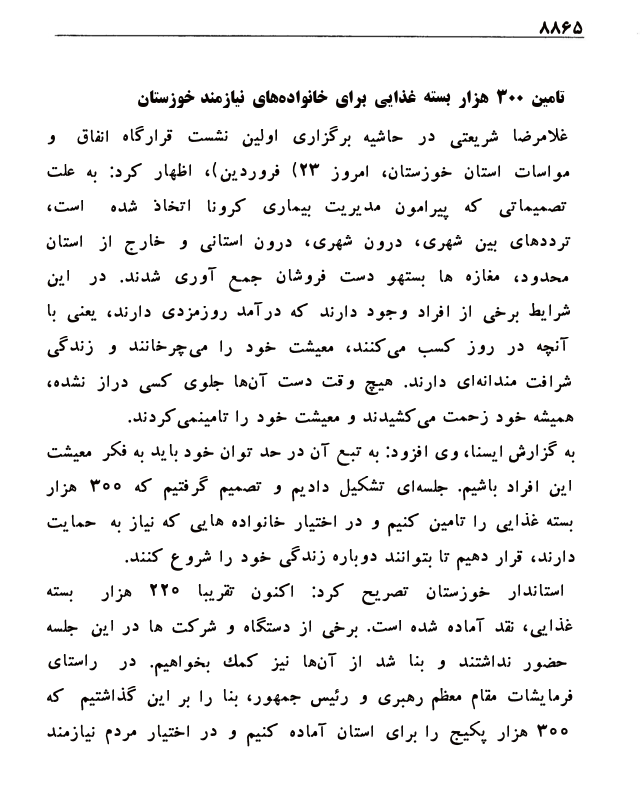 ۸۸۶۵
تامین ۳۰۰ هزار بسته غذایی برای خانواده‌های نیازمند خوزستان
غلامرضا شریعتی در حاشیه برگزاری اولین نشست قرارگاه انفاق و
مواسات استان خوزستان، امروز ۲۳) فروردین)، اظهار کرد: به علت
تصمیماتی که پیرامون مدیریت بیماری کرونا اتخاذ شده است،
ترددهای بین شهری، درون شهری، درون استانی و خارج از استان
محدود، مغازه ها بستهو دست فروشان جمع آوری شدند. در این
شرایط برخی از افراد وجود دارند که درآمد روزمزدی دارند، یعنی با
آنچه در روز کسب می‌کنند، معیشت خود را می‌چرخانند و زندگی
شرافت مندانه‌ای دارند. هیچ وقت دست آن‌ها جلوی کسی دراز نشده،
همیشه خود زحمت می‌کشیدند و معیشت خود را تامینمی‌کردند.
به گزارش ایسنا، وی افزود: به تبع آن در حد توان خود باید به فکر معیشت
این افراد باشیم. جلسه‌ای تشکیل دادیم و تصمیم گرفتیم که ۳۰۰ هزار
بسته غذایی را تامین کنیم و در اختیار خانواده هایی که نیاز به حمایت
دارند، قرار دهیم تا بتوانند دوباره زندگی خود را شروع کنند.
استاندار خوزستان تصریح کرد: اکنون تقریبا ۲۲۰ هزار بسته
غذایی، نقد آماده شده است. برخی از دستگاه و شرکت ها در این جلسه
حضور نداشتند و بنا شد از آن‌ها نیز کمك بخواهیم. در راستای
فرمایشات مقام معظم رهبری و رئیس جمهور، بنا را بر این گذاشتیم که
۳۰۰ هزار پکیج را برای استان آماده کنیم و در اختیار مردم نیازمند